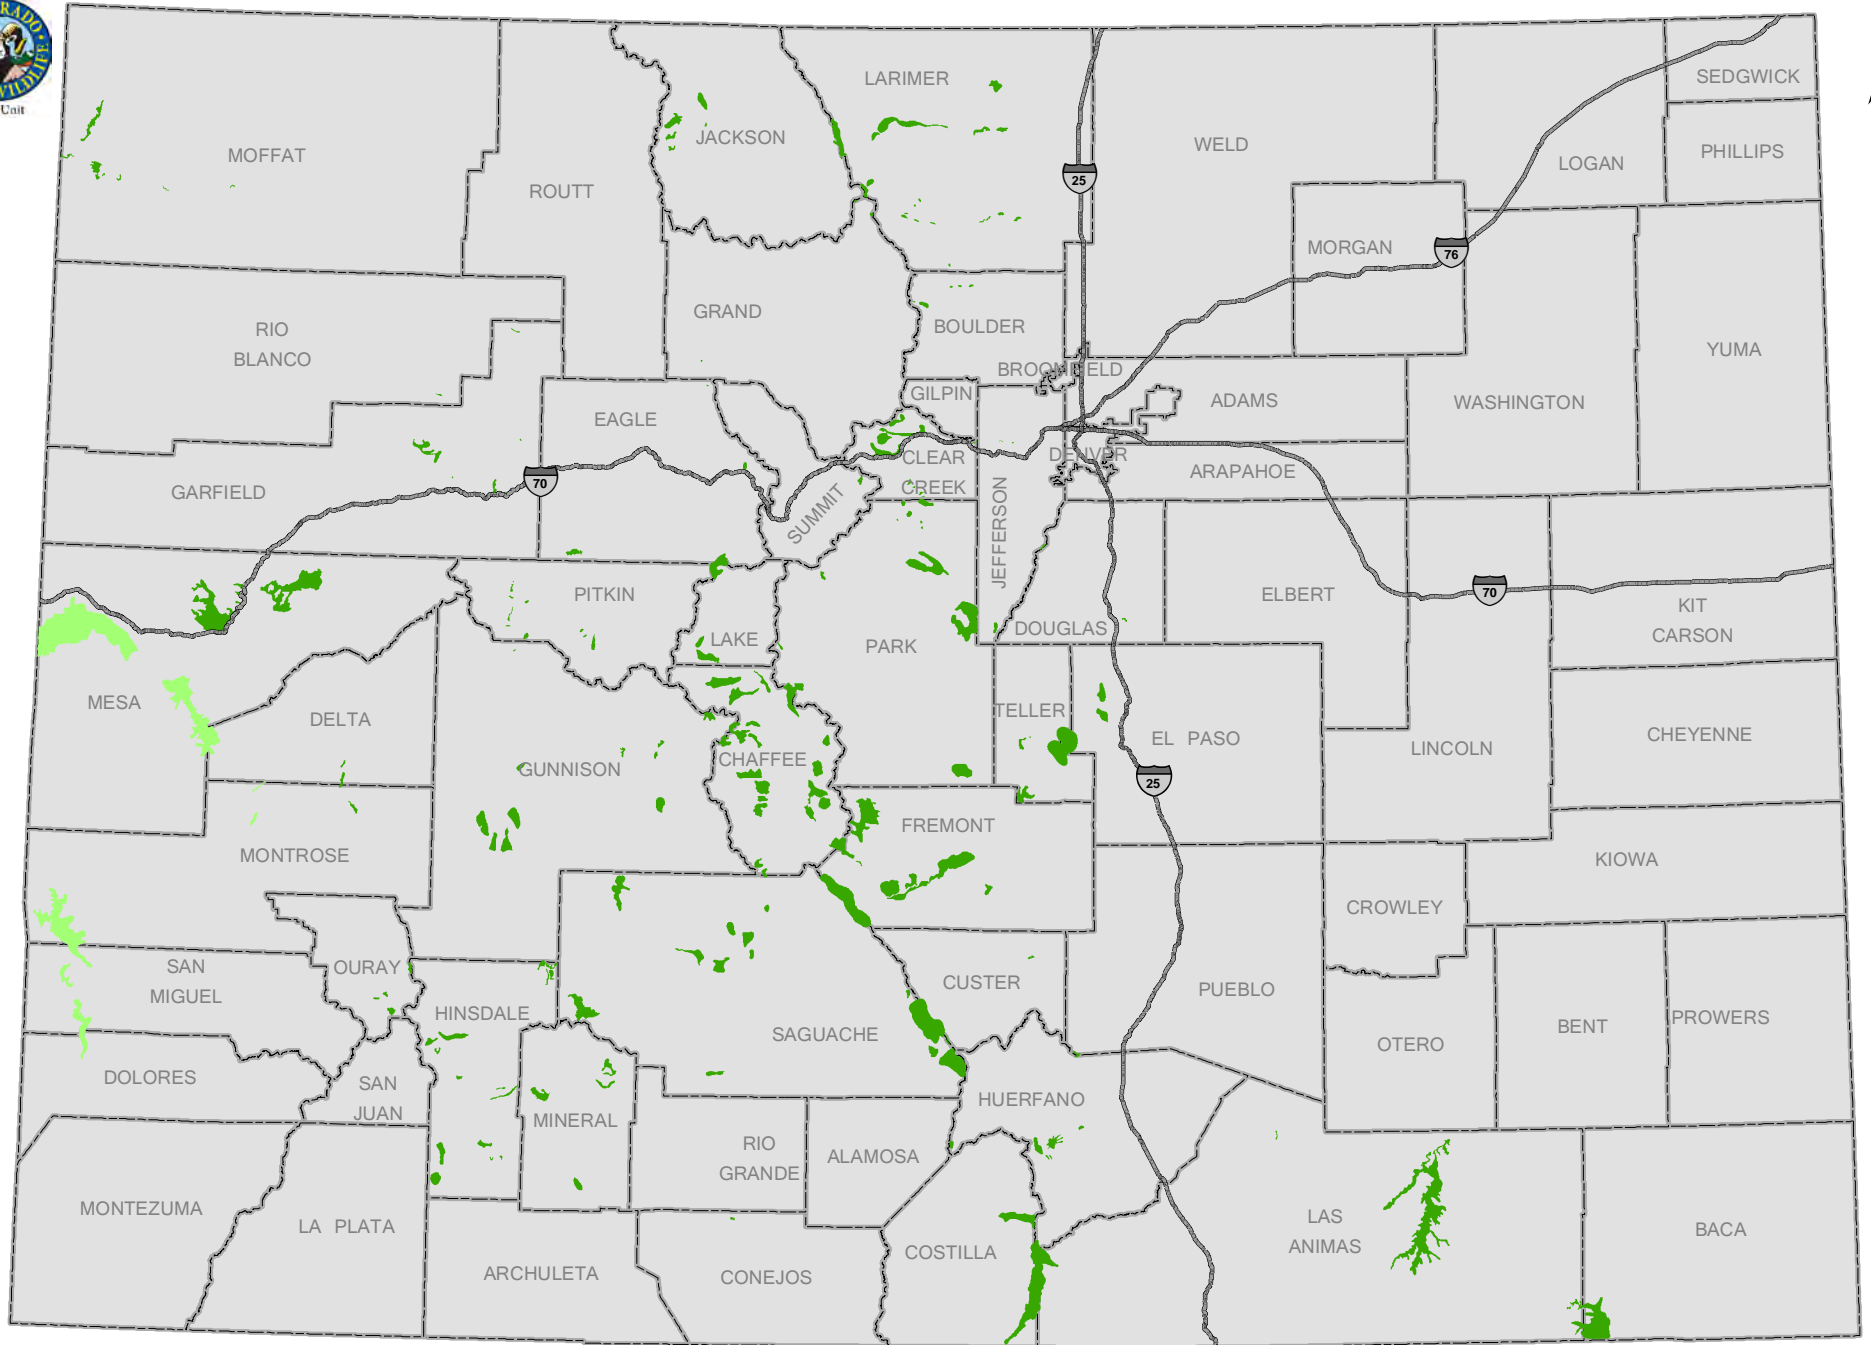 RADO
WILDLIFE
Unit
LARIMER
SEDGWICK
JACKSON
MOFFAT
WELD
PHILLIPS
LOGAN
ROUTT
25
MORGAN
76
GRAND
BOULDER
RIO
BLANCO
YUMA
BROOMFIELD
GILPIN
ADAMS
WASHINGTON
EAGLE
CLEAR
CREEK
DENVER
ARAPAHOE
70
GARFIELD
SUMMIT
JEFFERSON
PITKIN
ELBERT
70
KIT
CARSON
LAKE
PARK
DOUGLAS
MESA
DELTA
TELLER
EL PASO
CHEYENNE
LINCOLN
GUNNISON
CHAFFEE
25
FREMONT
MONTROSE
KIOWA
CROWLEY
SAN
MIGUEL
OURAY
CUSTER
PUEBLO
HINSDALE
SAGUACHE
BENT
PROWERS
OTERO
DOLORES
SAN
JUAN
HUERFANO
MINERAL
RIO
GRANDE
ALAMOSA
MONTEZUMA
LA PLATA
LAS
ANIMAS
BACA
COSTILLA
ARCHULETA
CONEJOS